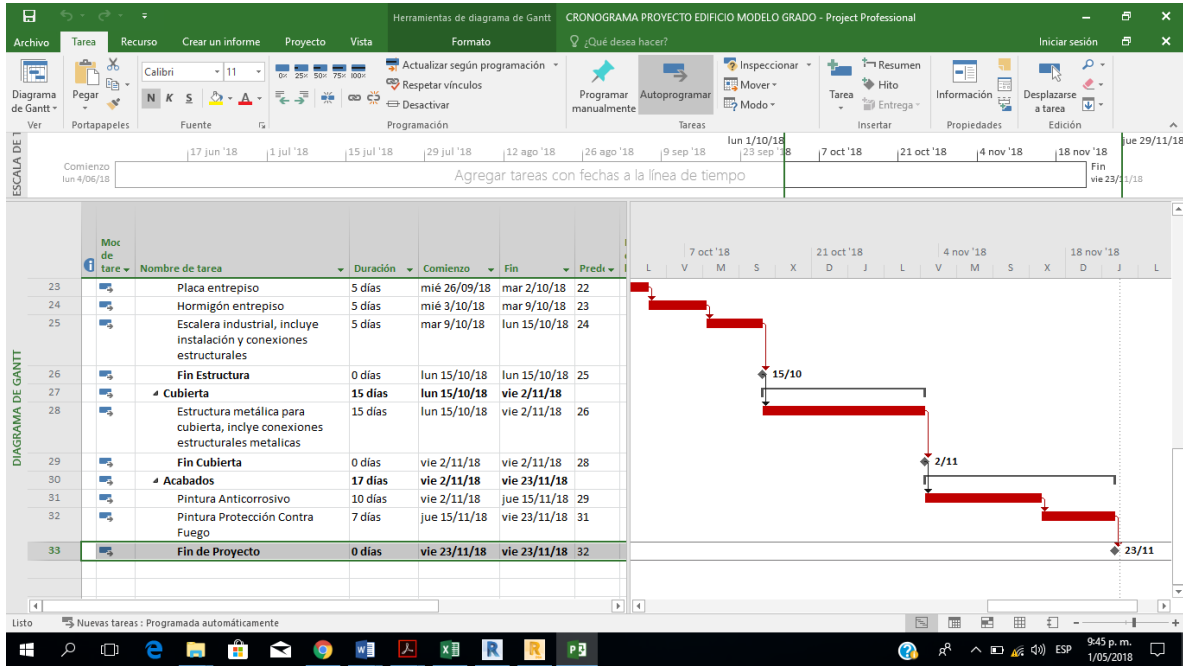 Herramientas de diagrama de Gantt CRONOGRAMA PROYECTO EDIFICIO MODELO GRADO - Project Professional
Archivo Tarea Recurso Crear un informe Proyecto Vista Formato ¿Qué desea hacer? Iniciar sesión
Diagrama de Gantt
Ver
Pegar
Portapapeles
Calibri 11
N K S A
Fuente
0× 25× 50× 75× 100×
Actualizar según programación
Respetar vínculos
Desactivar
Programación
Programar manualmente
Autoprogramar
Inspeccionar
Mover
Modo
Tareas
Tarea
Resumen
Hito
Entrega
Insertar
Información
Propiedades
Desplazarse a tarea
Edición
ESCALA DE T
lun 1/10/18 jue 29/11/18
17 jun '18 1 jul '18 15 jul '18 29 jul '18 12 ago '18 26 ago '18 9 sep '18 23 sep '18 7 oct '18 21 oct '18 4 nov '18 18 nov '18
Comienzo
lun 4/06/18
Agregar tareas con fechas a la línea de tiempo
Fin
vie 23/11/18
DIAGRAMA DE GANTT
Moc de tare Nombre de tarea Duración Comienzo Fin Prede
7 oct '18 21 oct '18 4 nov '18 18 nov '18
L V M S X D J L V M S X D J L
23 Placa entrepiso 5 días mié 26/09/18 mar 2/10/18 22
24 Hormigón entrepiso 5 días mié 3/10/18 mar 9/10/18 23
25 Escalera industrial, incluye 5 días mar 9/10/18 lun 15/10/18 24
instalación y conexiones
estructurales
26 Fin Estructura 0 días lun 15/10/18 lun 15/10/18 25 15/10
27 Cubierta 15 días lun 15/10/18 vie 2/11/18
28 Estructura metálica para 15 días lun 15/10/18 vie 2/11/18 26
cubierta, inclye conexiones
estructurales metalicas
29 Fin Cubierta 0 días vie 2/11/18 vie 2/11/18 28 2/11
30 Acabados 17 días vie 2/11/18 vie 23/11/18
31 Pintura Anticorrosivo 10 días vie 2/11/18 jue 15/11/18 29
32 Pintura Protección Contra 7 días jue 15/11/18 vie 23/11/18 31
Fuego
33 Fin de Proyecto 0 días vie 23/11/18 vie 23/11/18 32 23/11
Listo Nuevas tareas : Programada automáticamente
ESP 9:45 p. m.
1/05/2018